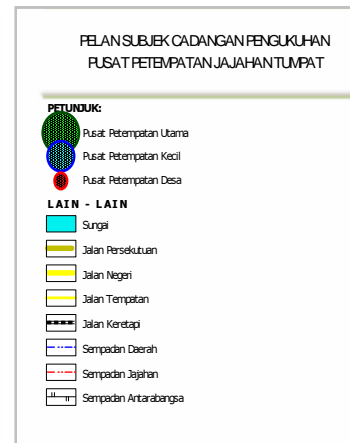 PELAN SUBJEK CADANGAN PENGUKUHAN
PUSAT PETEMPATAN JAJAHAN TUMPAT
PETUNJUK:
Pusat Petempatan Utama
Pusat Petempatan Kecil
Pusat Petempatan Desa
LAIN - LAIN
Sungai
Jalan Persekutuan
Jalan Negeri
Jalan Tempatan
Jalan Keretapi
Sempadan Daerah
Sempadan Jajahan
Sempadan Antarabangsa